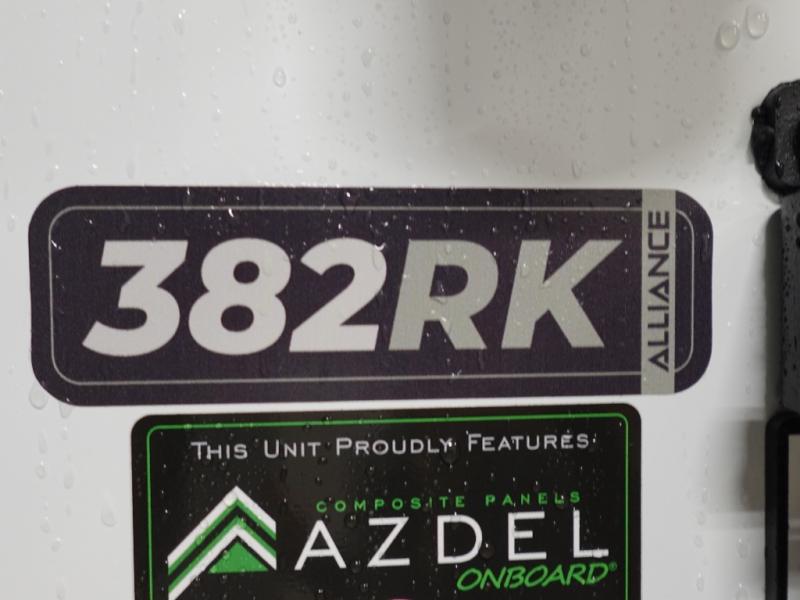 382RK
ALLIANCE
THIS UNIT PROUDLY FEATURES
COMPOSITE PANELS
AZDEL
ONBOARD®